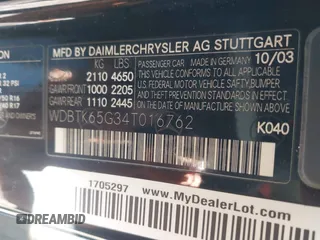 MFD BY DAIMLERCHRYSLER AG STUTTGART
PASSENGER CAR MADE IN GERMANY 10/03
KG LBS
2110 4650
1000 2205
1110 2445
THIS VEHICLE CONFORMS TO ALL APPLICABLE U.S. FEDERAL MOTOR VEHICLE SAFETY, BUMPER, AND THEFT PREVENTION STANDARDS IN EFFECT ON THE DATE OF MANUFACTURE SHOWN ABOVE
WDBTK65G34T016762
K040
32 PSI
1705297
www.
MyDealerLot.com
DREAMBID